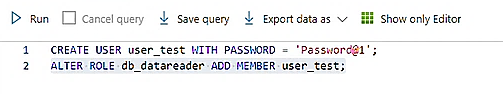 Run Cancel query Save query Export data as Show only Editor
1 CREATE USER user_test WITH PASSWORD = 'Password@1';
2 ALTER ROLE db_datareader ADD MEMBER user_test;